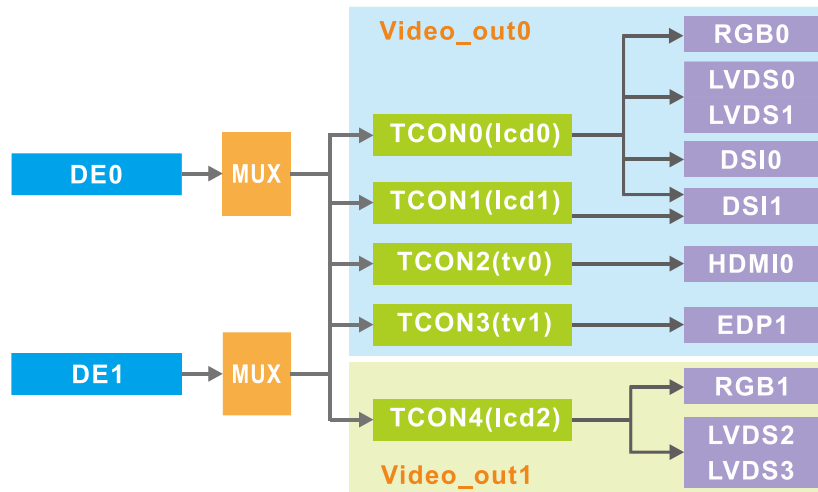 Video_out0
RGB0
LVDS0
LVDS1
TCON0(lcd0)
DE0
MUX
DSI0
TCON1(lcd1)
DSI1
TCON2(tv0)
HDMI0
TCON3(tv1)
EDP1
DE1
MUX
RGB1
TCON4(lcd2)
LVDS2
LVDS3
Video_out1